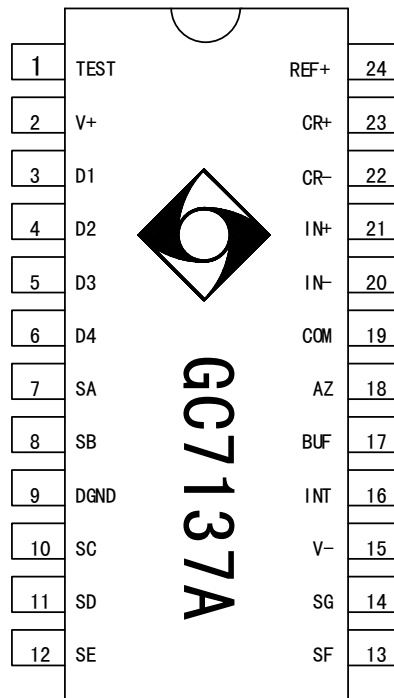 1 TEST REF+ 24
2 V+ CR+ 23
3 D1 CR- 22
4 D2 IN+ 21
5 D3 IN- 20
6 D4 COM 19
7 SA AZ 18
8 SB BUF 17
9 DGND INT 16
10 SC V- 15
11 SD SG 14
12 SE SF 13
GC7137A